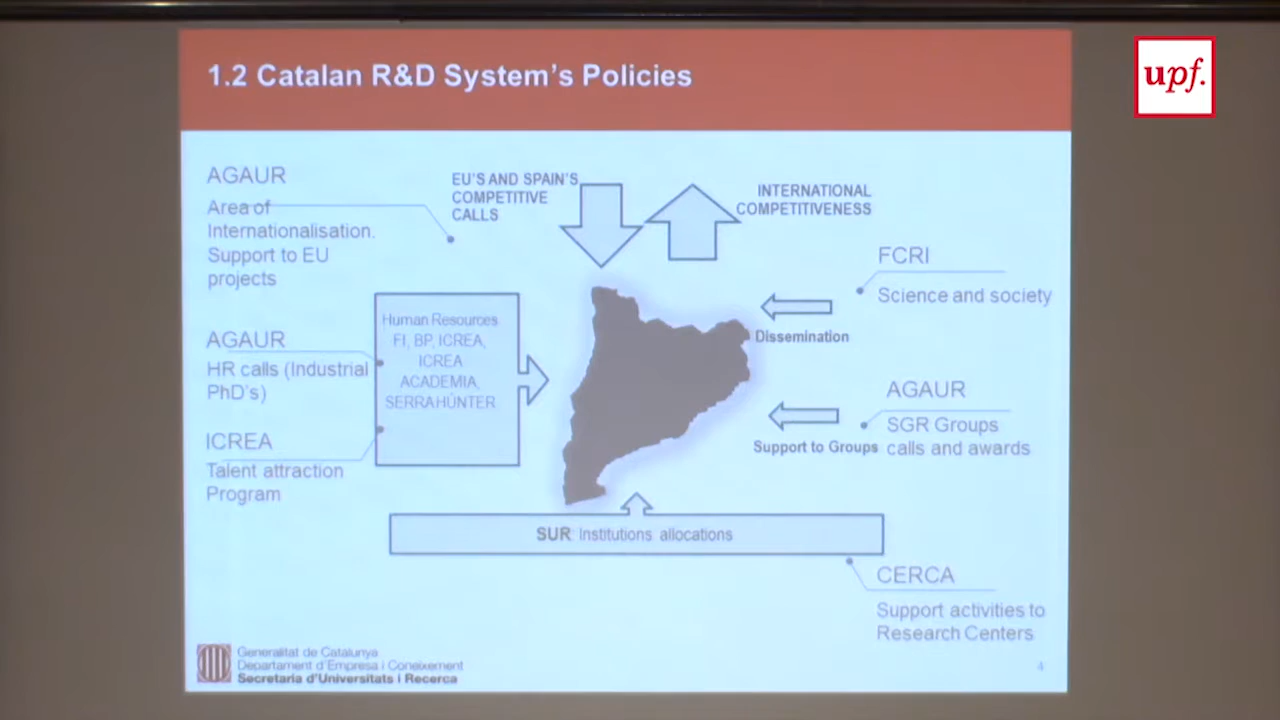 1.2 Catalan R&D System's Policies
upf.
AGAUR
Area of
Internationalisation.
Support to EU
projects
EU'S AND SPAIN'S
COMPETITIVE
CALLS
INTERNATIONAL
COMPETITIVENESS
FCRI
Science and society
Dissemination
AGAUR
HR calls (Industrial
PhD's)
Human Resources
FI, BP, ICREA,
ICREA
ACADEMIA,
SERRAHÚNTER
ICREA
Talent attraction
Program
AGAUR
SGR Groups
calls and awards
Support to Groups
SUR: Institutions allocations
CERCA
Support activities to
Research Centers
Generalitat de Catalunya
Departament d'Empresa i Coneixement
Secretaria d'Universitats i Recerca
4